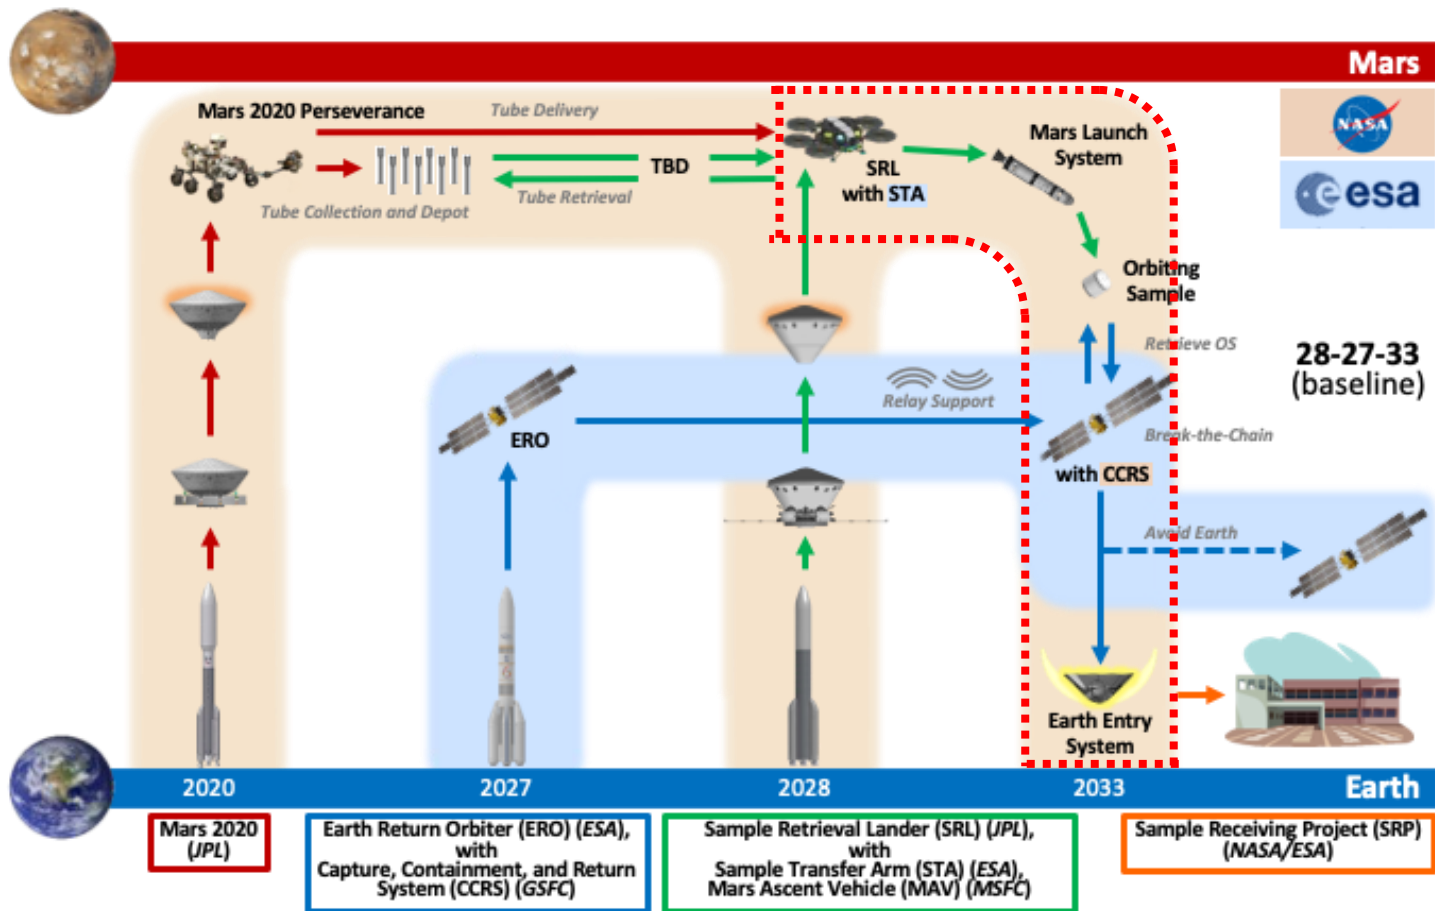 Mars
Mars 2020 Perseverance
Tube Delivery
NASA
Mars Launch
System
TBD
SRL
with STA
Tube Retrieval
Tube Collection and Depot
esa
Orbiting
Sample
Retrieve OS
28-27-33
(baseline)
Relay Support
ERO
Break-the-Chain
with CCRS
Avoid Earth
Earth Entry
System
2020
2027
2028
2033
Earth
Mars 2020
(JPL)
Earth Return Orbiter (ERO) (ESA),
with
Capture, Containment, and Return
System (CCRS) (GSFC)
Sample Retrieval Lander (SRL) (JPL),
with
Sample Transfer Arm (STA) (ESA),
Mars Ascent Vehicle (MAV) (MSFC)
Sample Receiving Project (SRP)
(NASA/ESA)